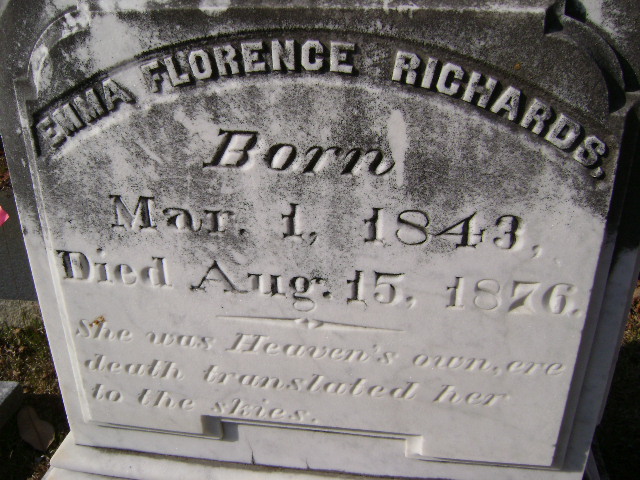 EMMA FLORENCE RICHARDS,
Born
Mar. 1, 1843,
Died Aug. 15, 1876.
She was Heaven's own, ere
death translated her
to the skies.